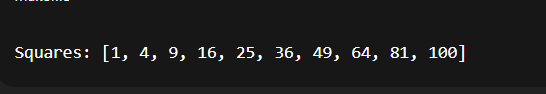 Squares: [1, 4, 9, 16, 25, 36, 49, 64, 81, 100]